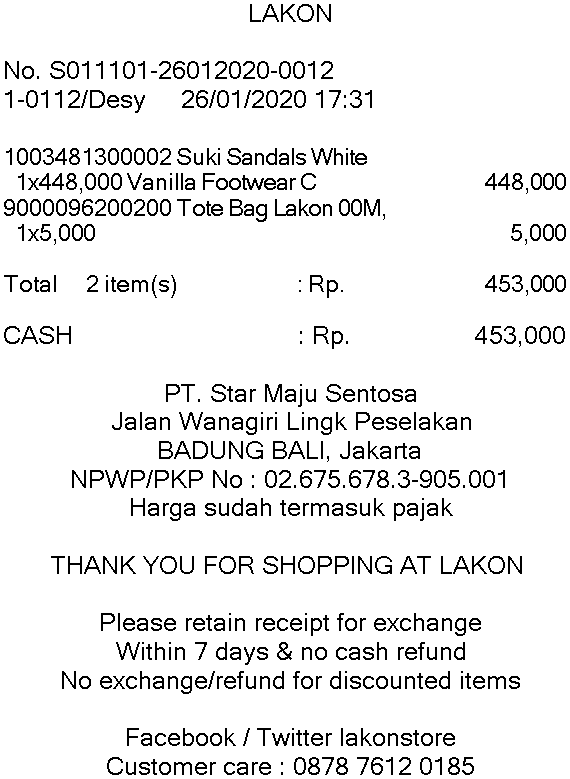 LAKON
No. S011101-26012020-0012
1-0112/Desy 26/01/2020 17:31
1003481300002 Suki Sandals White
1x448,000 Vanilla Footwear C 448,000
9000096200200 Tote Bag Lakon 00M,
1x5,000 5,000
Total 2 item(s) : Rp. 453,000
CASH : Rp. 453,000
PT. Star Maju Sentosa
Jalan Wanagiri Lingk Peselakan
BADUNG BALI, Jakarta
NPWP/PKP No : 02.675.678.3-905.001
Harga sudah termasuk pajak
THANK YOU FOR SHOPPING AT LAKON
Please retain receipt for exchange
Within 7 days & no cash refund
No exchange/refund for discounted items
Facebook / Twitter lakonstore
Customer care : 0878 7612 0185